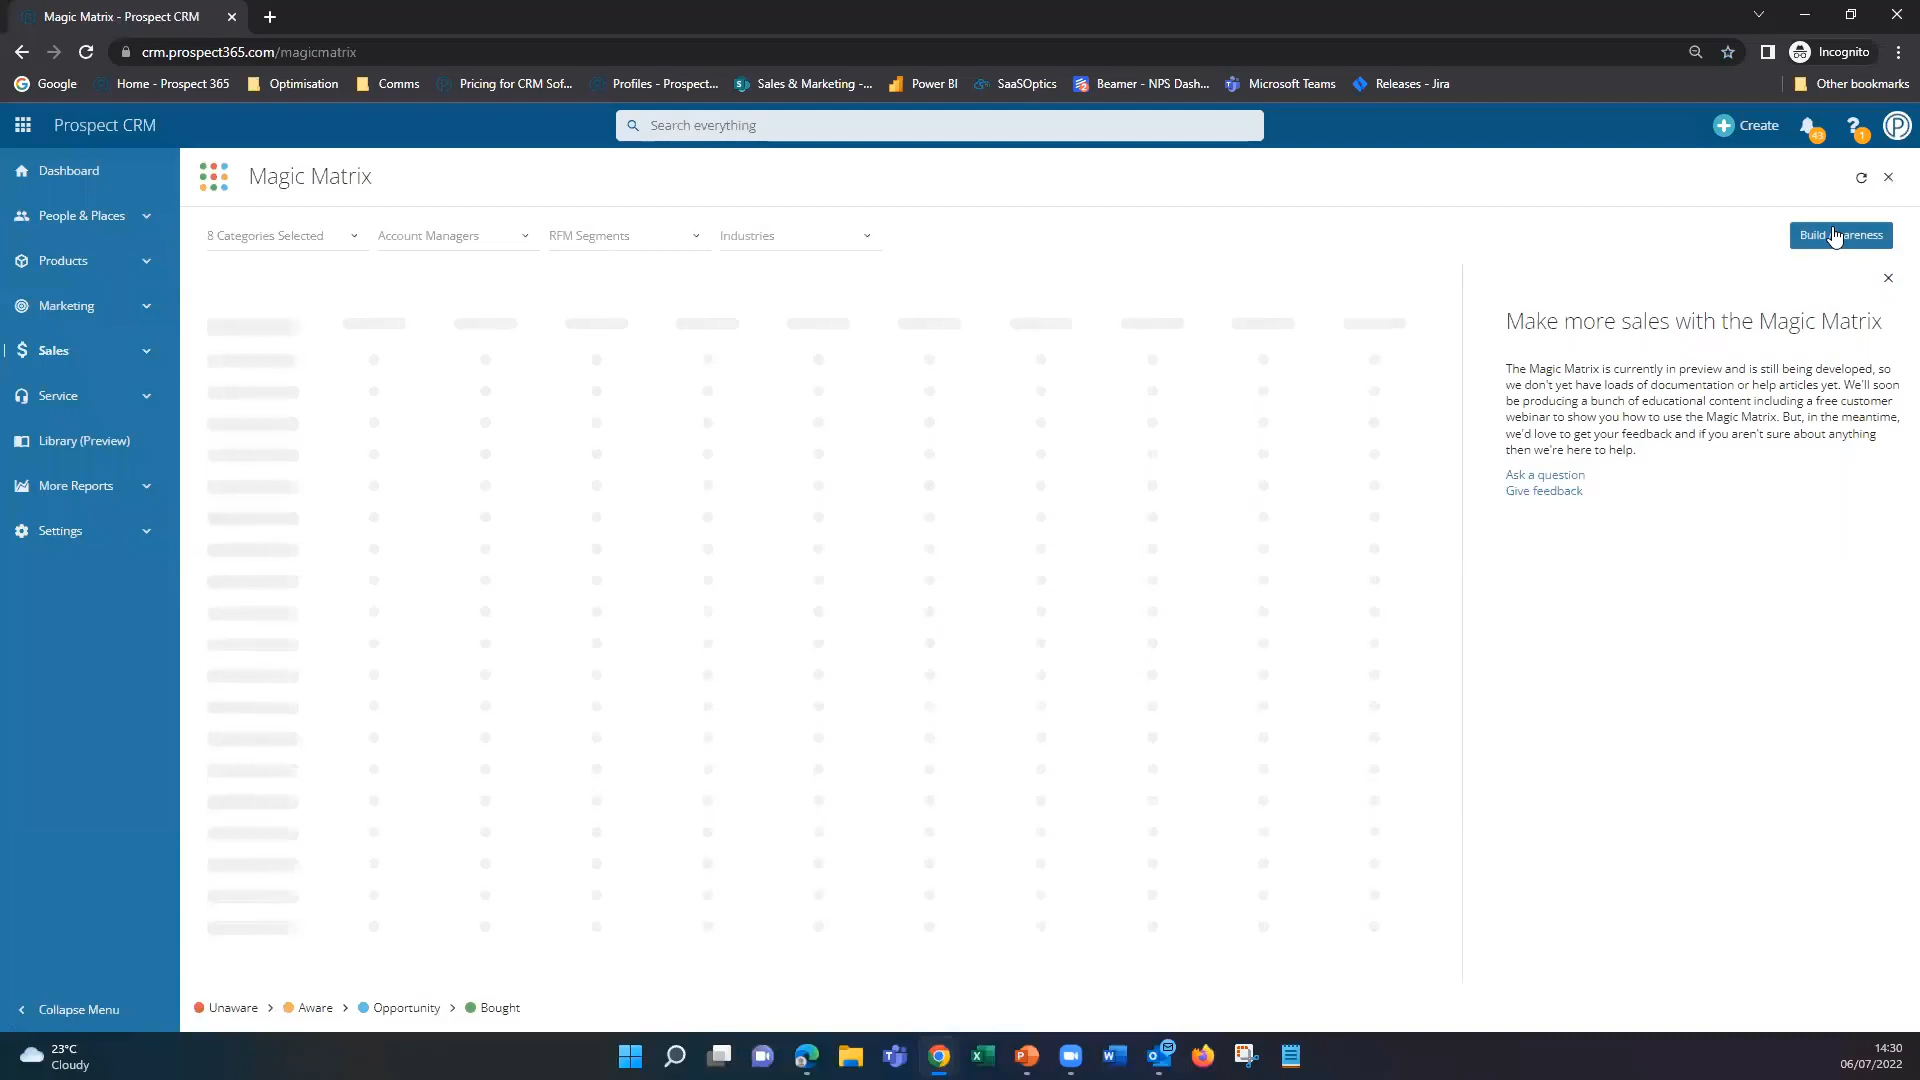 Magic Matrix - Prospect CRM
crm.prospect365.com/magicmatrix
Incognito
Google
Home - Prospect 365
Optimisation
Comms
Pricing for CRM Sof...
Profiles - Prospect...
Sales & Marketing -...
Power BI
SaaSOptics
Beamer - NPS Dash...
Microsoft Teams
Releases - Jira
Other bookmarks
Prospect CRM
Search everything
Create
43
1
Dashboard
People & Places
Products
Marketing
Sales
Service
Library (Preview)
More Reports
Settings
Collapse Menu
Magic Matrix
8 Categories Selected
Account Managers
RFM Segments
Industries
Build
Make more sales with the Magic Matrix
The Magic Matrix is currently in preview and is still being developed, so
we don't yet have loads of documentation or help articles yet. We'll soon
be producing a bunch of educational content including a free customer
webinar to show you how to use the Magic Matrix. But, in the meantime,
we'd love to get your feedback and if you aren't sure about anything
then we're here to help.
Ask a question
Give feedback
Unaware > Aware > Opportunity > Bought
23°C
Cloudy
14:30
06/07/2022